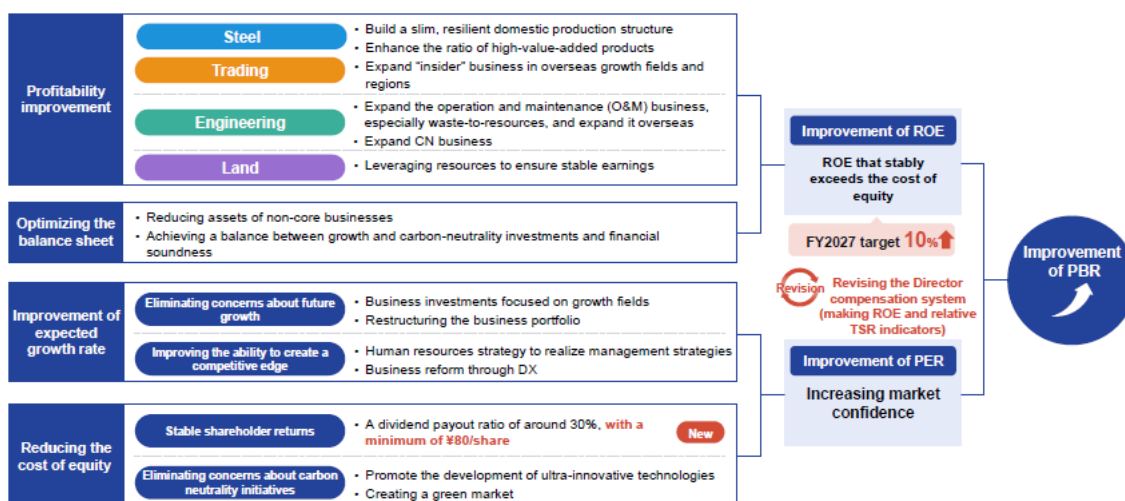 Profitability
improvement
Steel
Trading
• Build a slim, resilient domestic production structure
• Enhance the ratio of high-value-added products
• Expand "insider" business in overseas growth fields and
regions
Engineering
• Expand the operation and maintenance (O&M) business,
especially waste-to-resources, and expand it overseas
• Expand CN business
Land
• Leveraging resources to ensure stable earnings
Optimizing the
balance sheet
• Reducing assets of non-core businesses
• Achieving a balance between growth and carbon-neutrality investments and financial
soundness
Improvement of
expected
growth rate
Eliminating concerns about future
growth
• Business investments focused on growth fields
• Restructuring the business portfolio
Improving the ability to create a
competitive edge
• Human resources strategy to realize management strategies
• Business reform through DX
Reducing the
cost of equity
Stable shareholder returns
• A dividend payout ratio of around 30%, with a
minimum of ¥80/share
New
Eliminating concerns about carbon
neutrality initiatives
• Promote the development of ultra-innovative technologies
• Creating a green market
Improvement of ROE
ROE that stably
exceeds the cost of
equity
FY2027 target 10%
Revision
Revising the Director
compensation system
(making ROE and relative
TSR indicators)
Improvement of PER
Increasing market
confidence
Improvement
of PBR